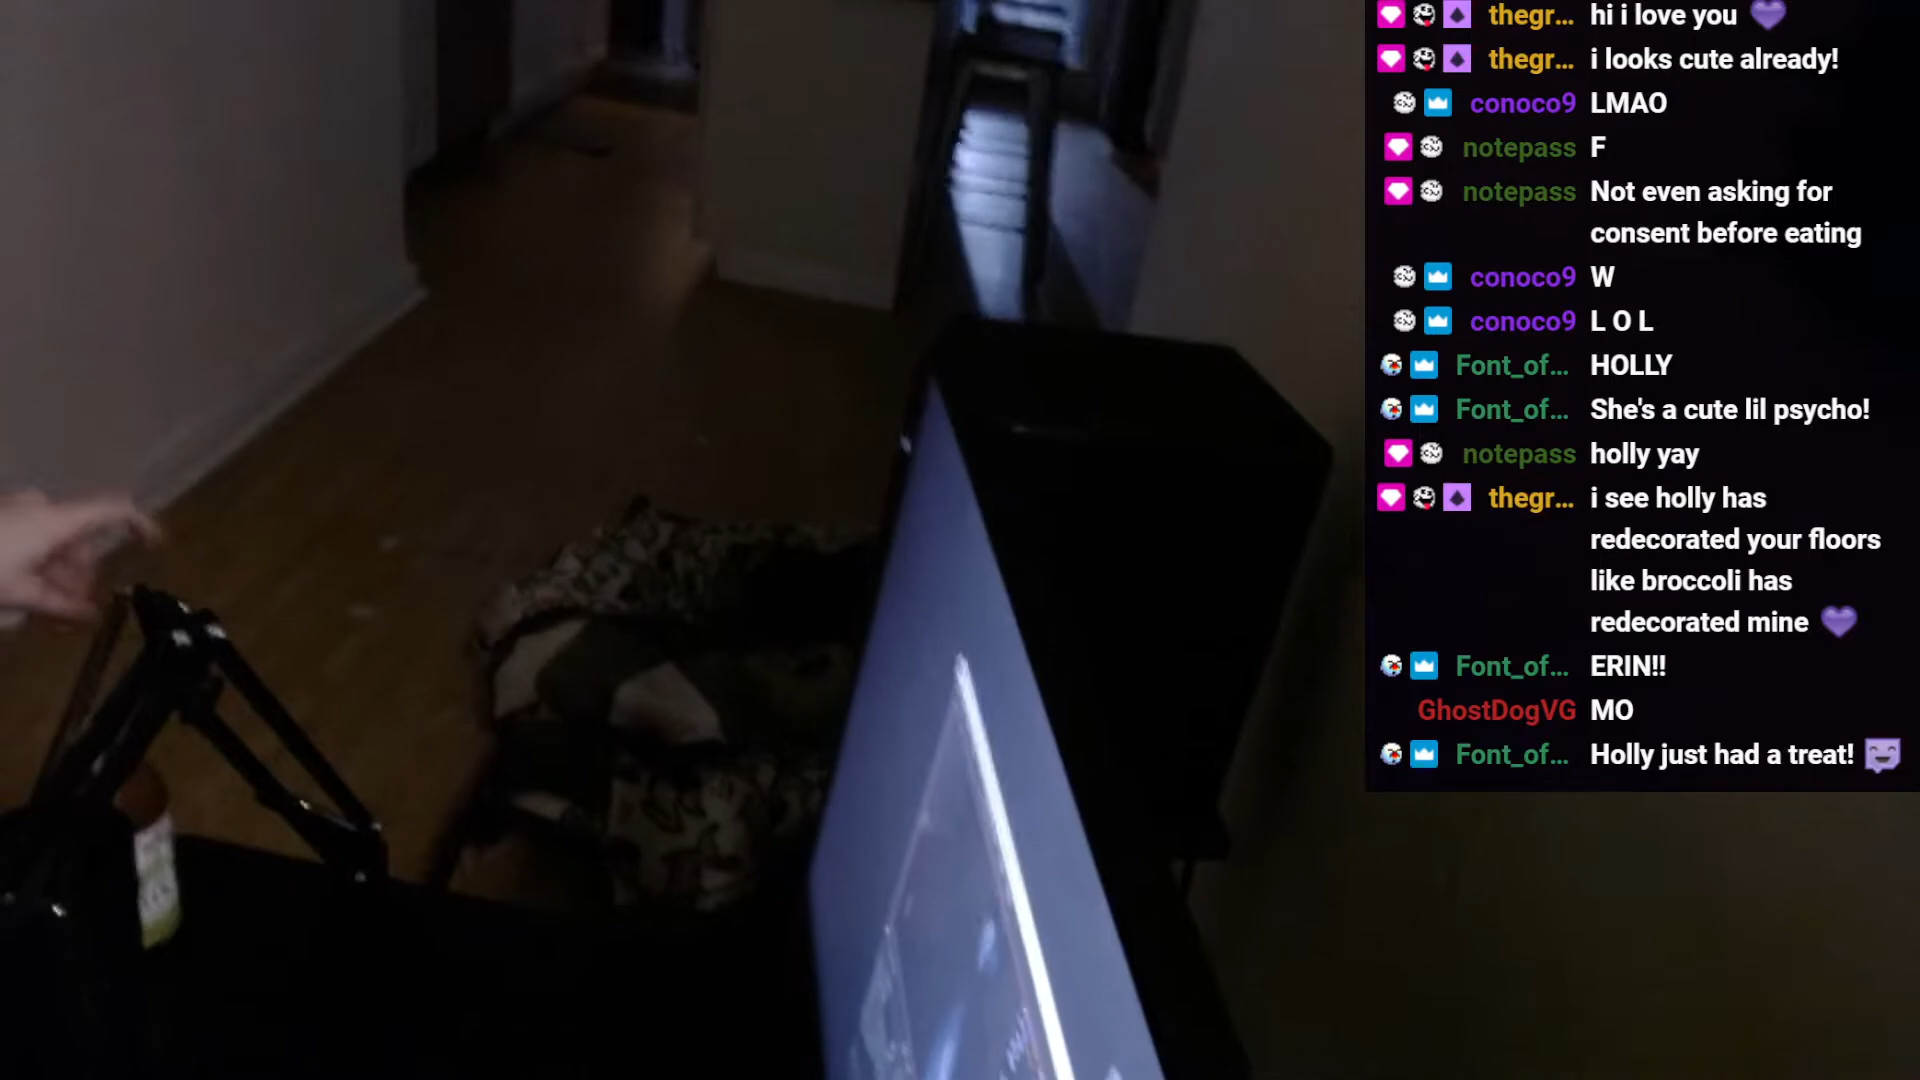 thegr... hi i love you
thegr... i looks cute already!
conoco9 LMAO
notepass F
notepass Not even asking for
consent before eating
conoco9 W
conoco9 L O L
Font_of... HOLLY
Font_of... She's a cute lil psycho!
notepass holly yay
thegr... i see holly has
redecorated your floors
like broccoli has
redecorated mine
Font_of... ERIN!!
GhostDogVG MO
Font_of... Holly just had a treat!